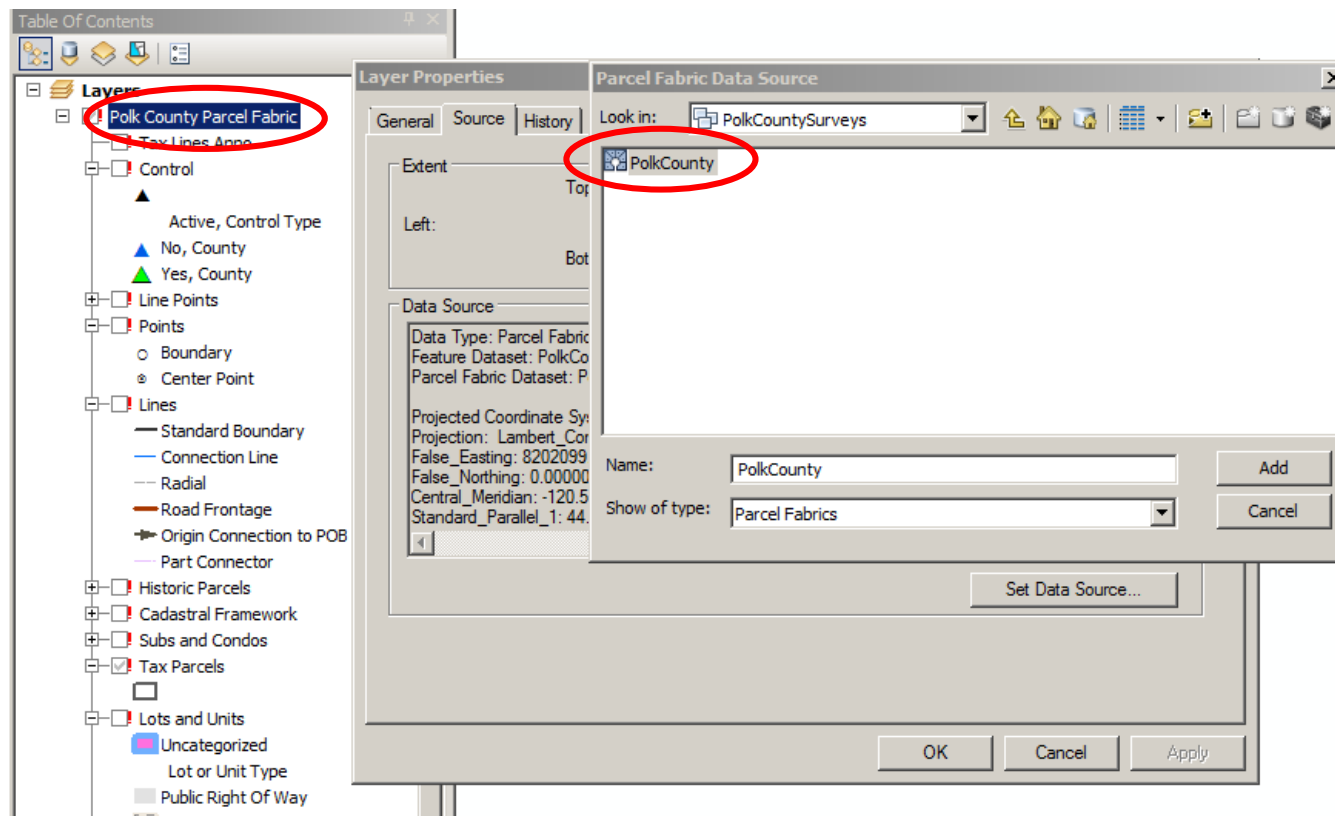 Table Of Contents
Layers
Polk County Parcel Fabric
Tax Lines Anno
Control
Active, Control Type
No, County
Yes, County
Line Points
Points
Boundary
Center Point
Lines
Standard Boundary
Connection Line
Radial
Road Frontage
Origin Connection to POB
Part Connector
Historic Parcels
Cadastral Framework
Subs and Condos
Tax Parcels
Lots and Units
Uncategorized
Lot or Unit Type
Public Right Of Way
Layer Properties
General Source History
Extent
Top
Left:
Bot
Data Source
Data Type: Parcel Fabric
Feature Dataset: PolkCo
Parcel Fabric Dataset: P
Projected Coordinate Sy
Projection: Lambert_Cor
False_Easting: 8202099
False_Northing: 0.00000
Central_Meridian: -120.5
Standard_Parallel_1: 44.
Set Data Source...
OK Cancel Apply
Parcel Fabric Data Source
Look in: PolkCountySurveys
PolkCounty
Name: PolkCounty Add
Show of type: Parcel Fabrics Cancel